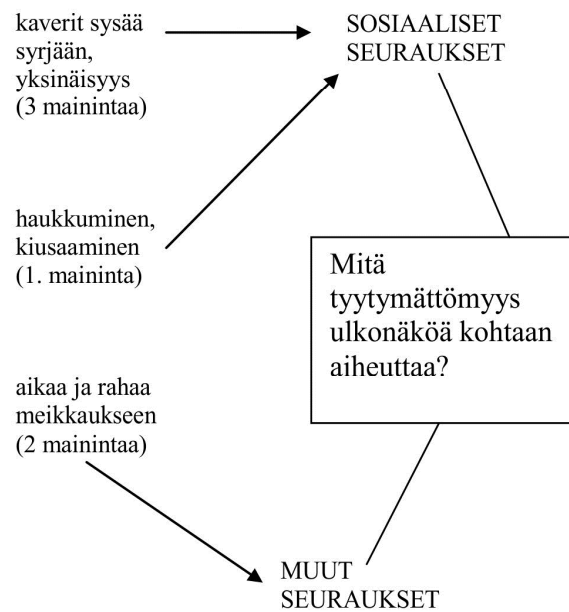 kaverit sysää
syrjään,
yksinäisyys
(3 mainintaa)
SOSIAALISET
SEURAUKSET
haukkuminen,
kiusaaminen
(1. maininta)
Mitä
tyytymättömyys
ulkonäköä kohtaan
aiheuttaa?
aikaa ja rahaa
meikkaukseen
(2 mainintaa)
MUUT
SEURAUKSET